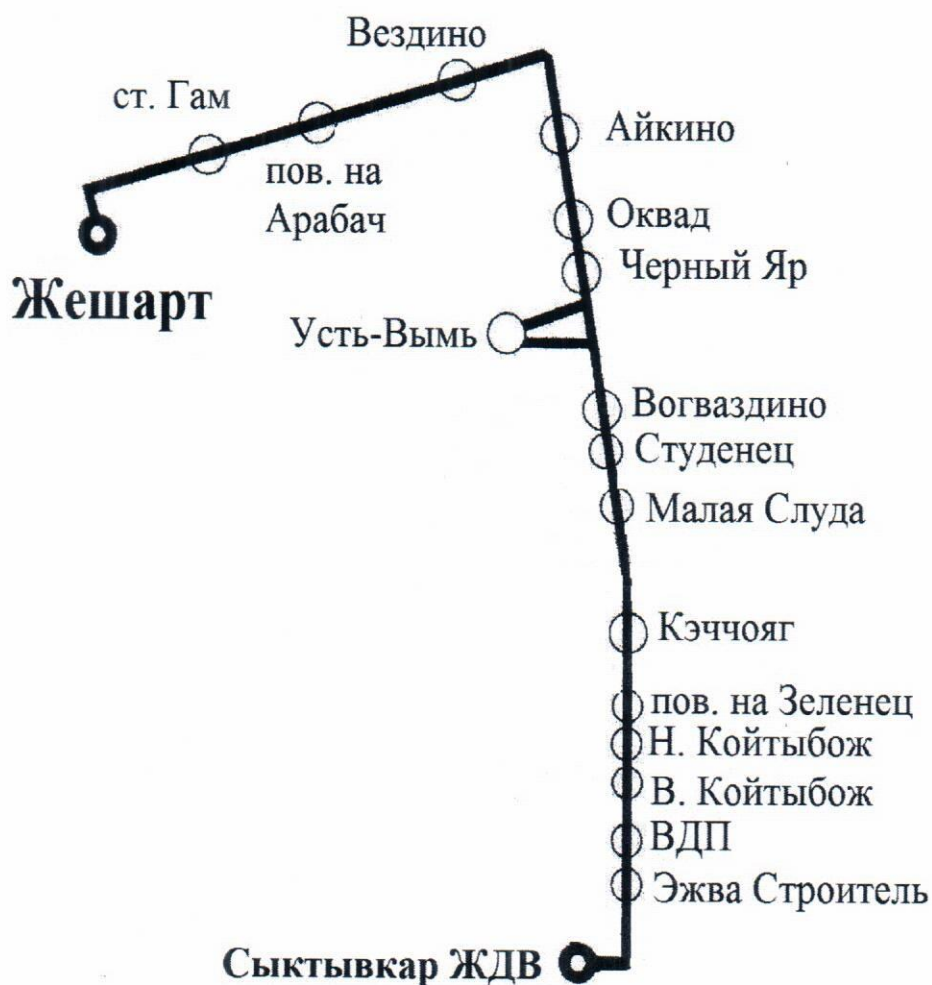 Вездино
ст. Гам
Айкино
пов. на
Арабач
Оквад
Черный Яр
Жешарт
Усть-Вымь
Вогваздино
Студенец
Малая Слуда
Кэччояг
пов. на Зеленец
Н. Койтыбож
В. Койтыбож
ВДП
Эжва Строитель
Сыктывкар ЖДВ